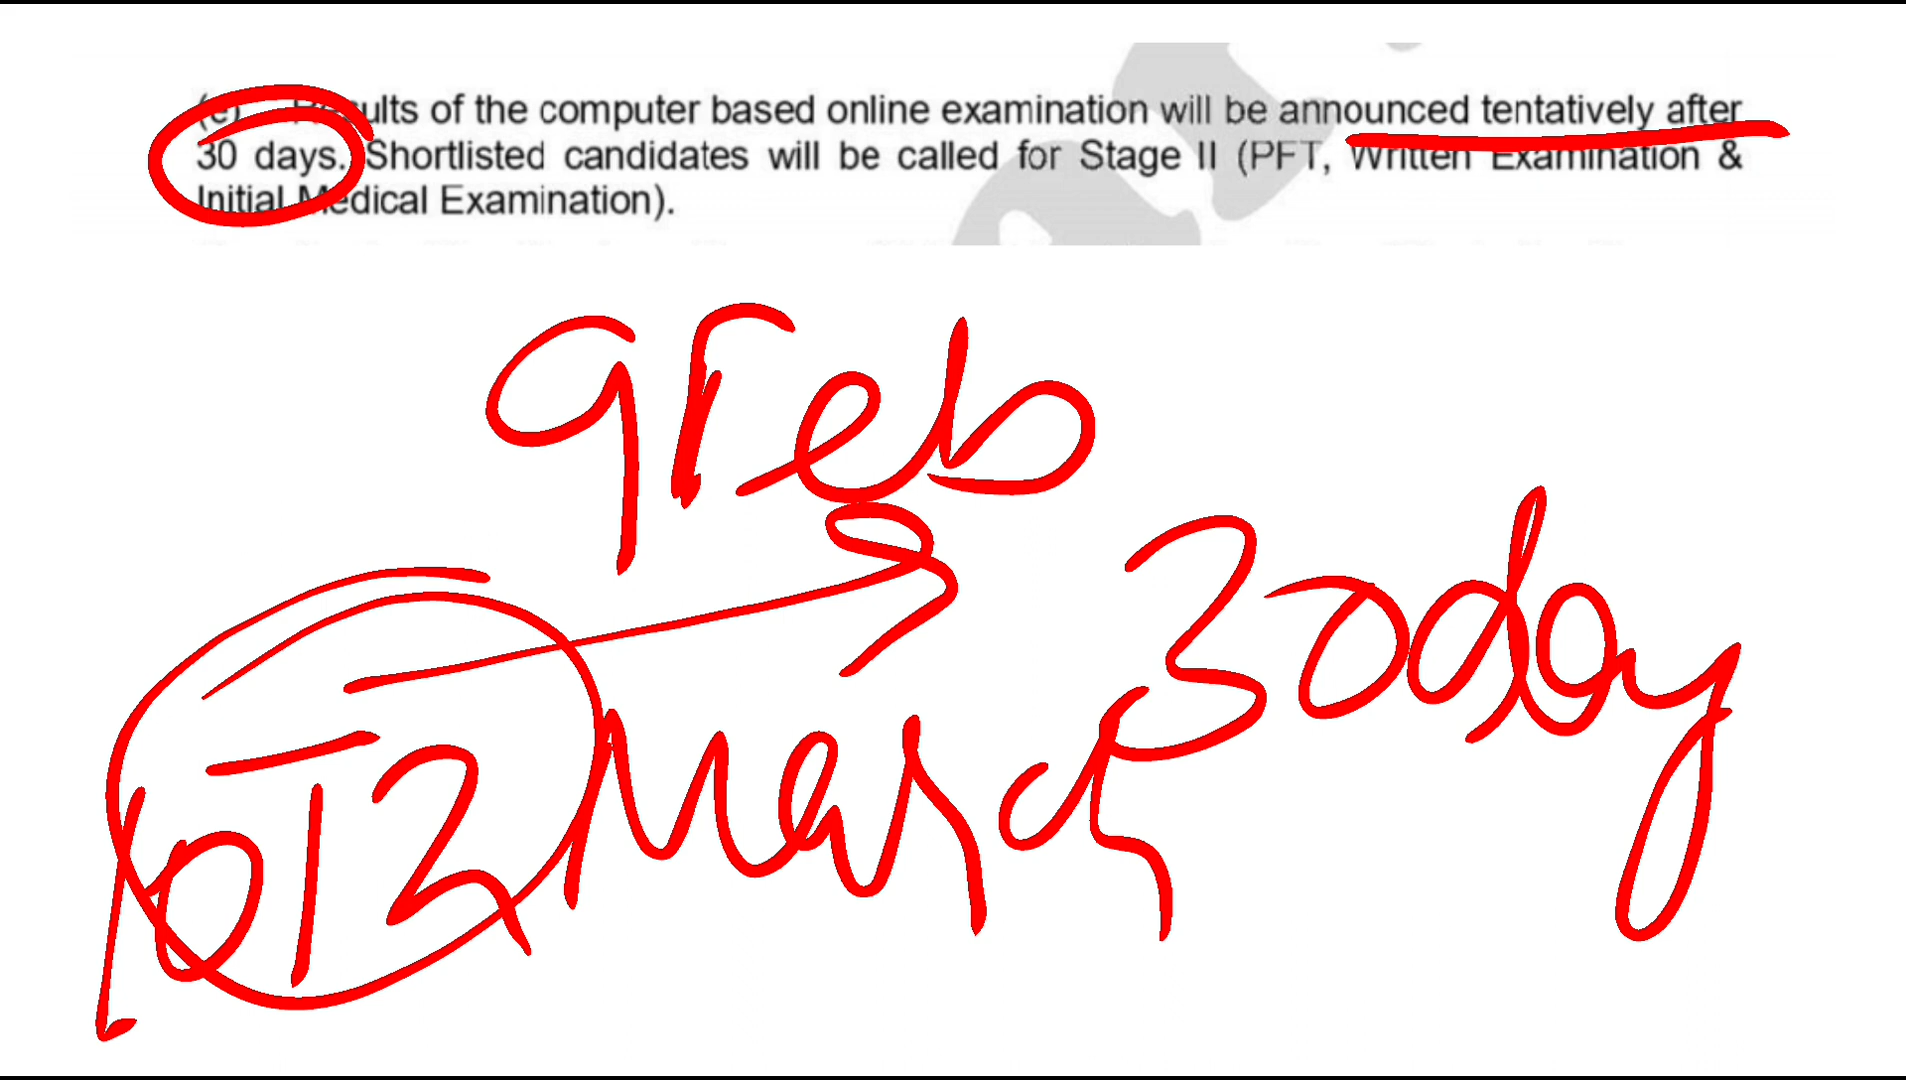 (e) Results of the computer based online examination will be announced tentatively after
30 days. Shortlisted candidates will be called for Stage II (PFT, Written Examination &
Initial Medical Examination).
9 Feb
30 day
10 12 March